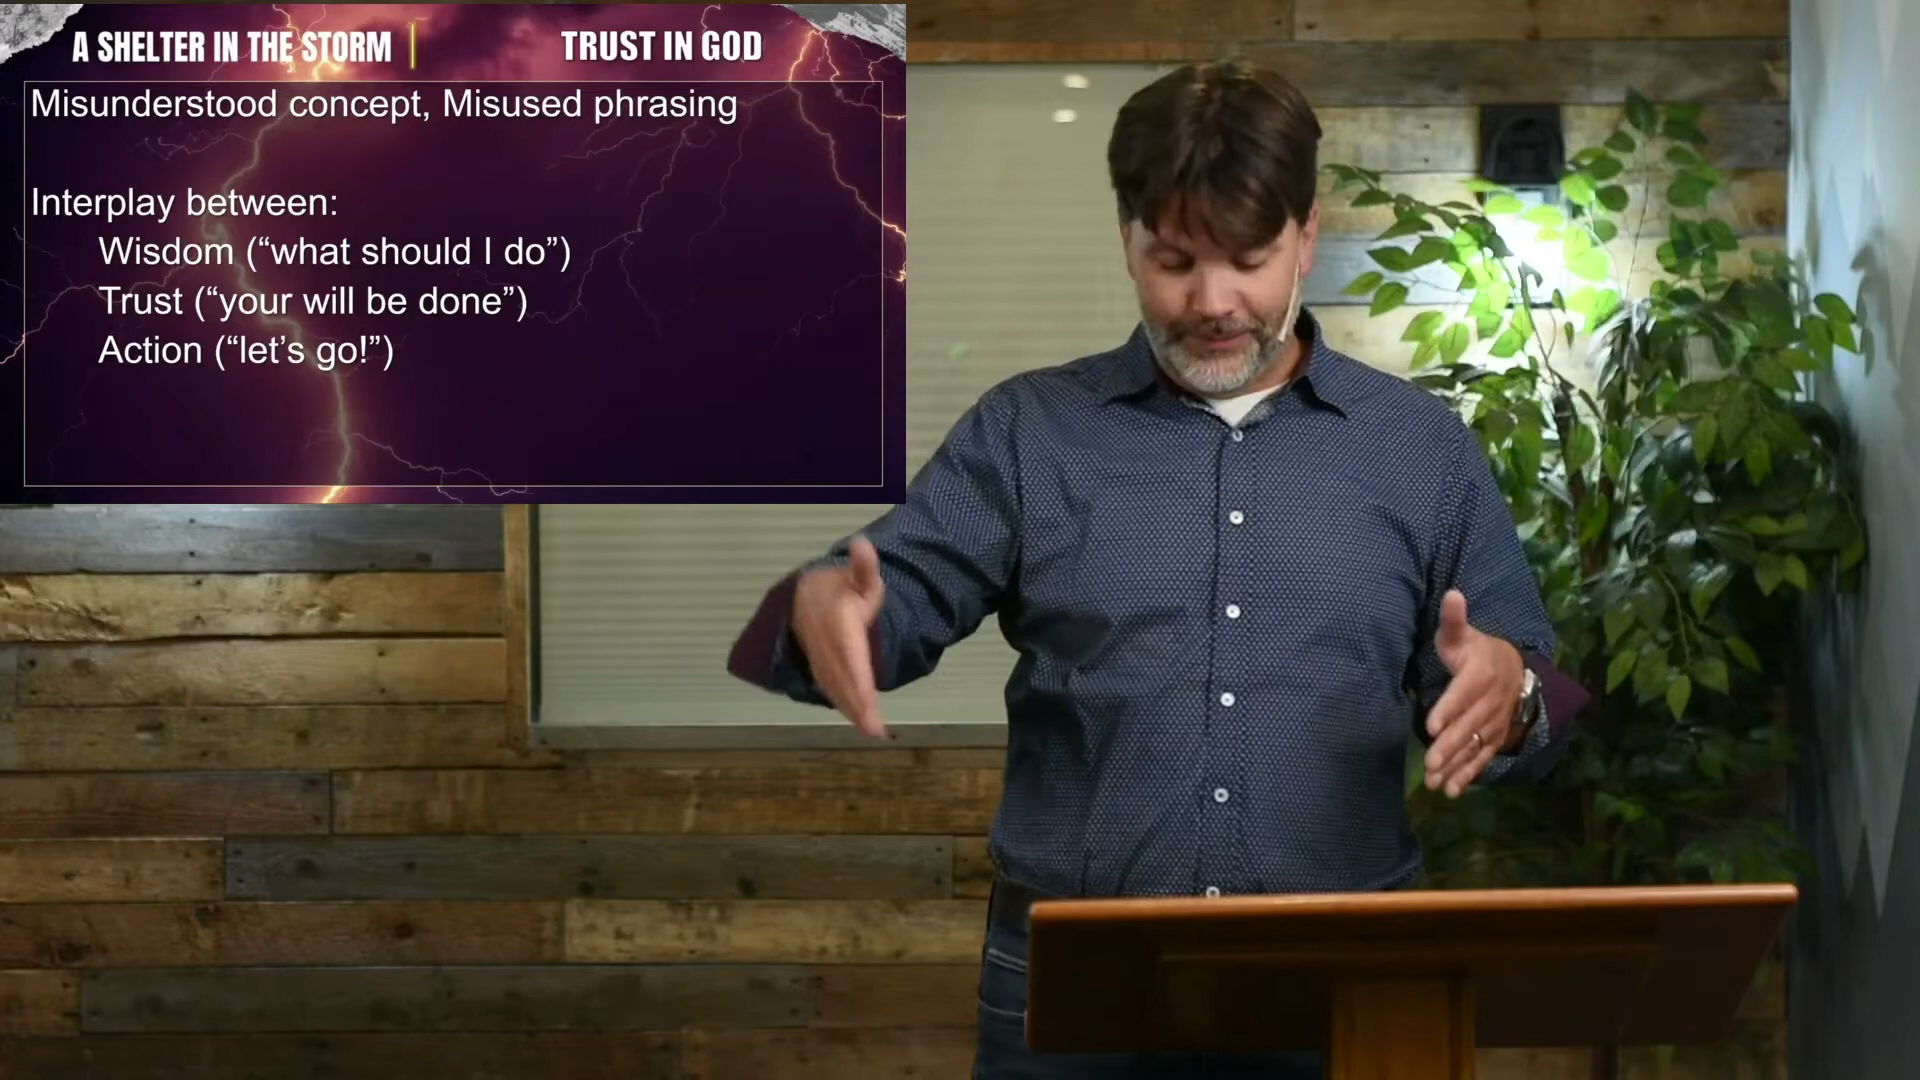 A SHELTER IN THE STORM | TRUST IN GOD
Misunderstood concept, Misused phrasing
Interplay between:
Wisdom (“what should I do”)
Trust (“your will be done”)
Action (“let’s go!”)